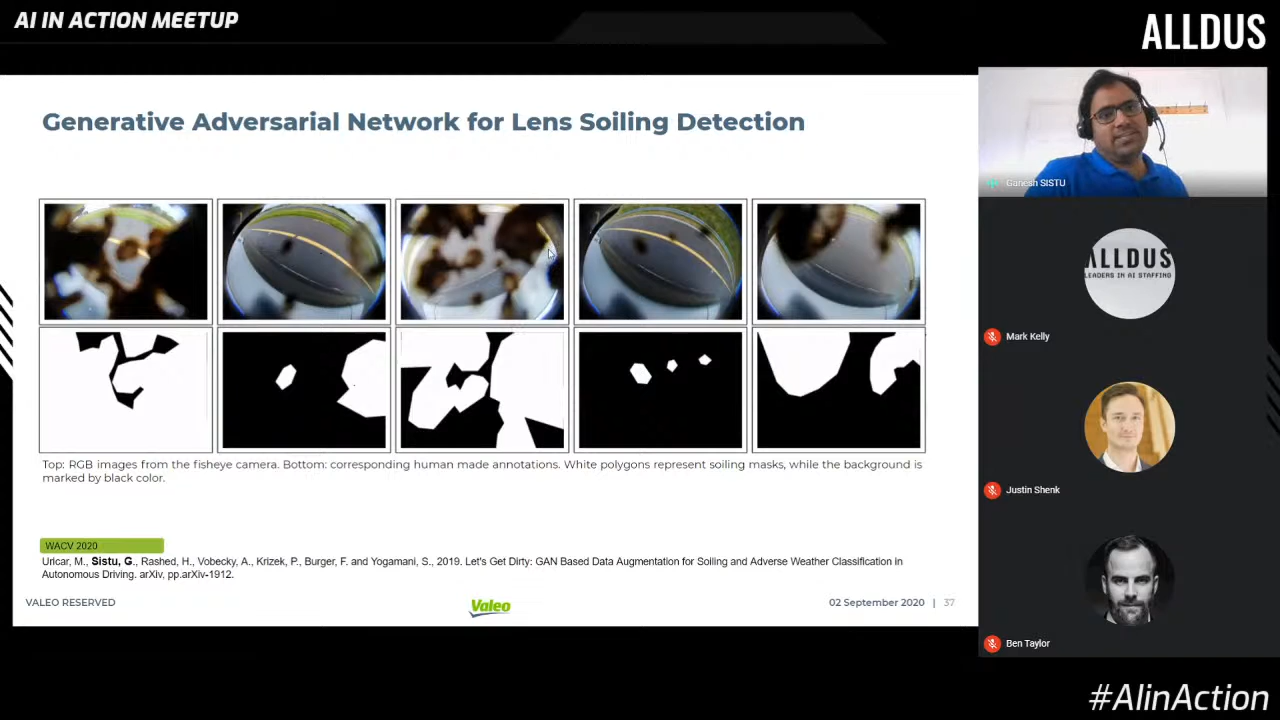 AI IN ACTION MEETUP
ALLDUS
Generative Adversarial Network for Lens Soiling Detection
Top: RGB images from the fisheye camera. Bottom: corresponding human made annotations. White polygons represent soiling masks, while the background is
marked by black color.
WACV 2020
Uricar, M., Sistu, G., Rashed, H., Vobecky, A., Krizek, P., Burger, F. and Yogamani, S., 2019. Let's Get Dirty: GAN Based Data Augmentation for Soiling and Adverse Weather Classification in
Autonomous Driving. arXiv, pp.arXiv-1912.
VALEO RESERVED
Valeo
02 September 2020 | 37
Ganesh SISTU
ALLDUS
LEADERS IN AI STAFFING
Mark Kelly
Justin Shenk
Ben Taylor
#AIinAction